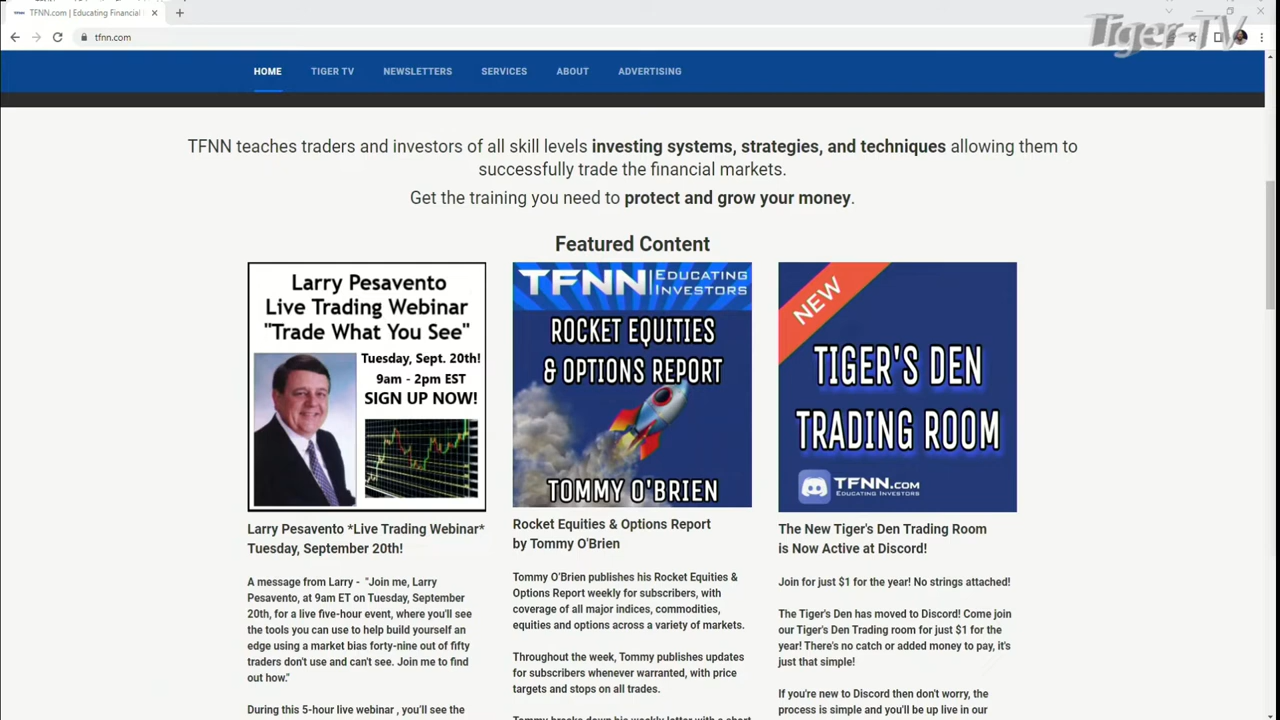 TFNN.com | Educating Financial
Tiger-TV
tfnn.com
HOME TIGER TV NEWSLETTERS SERVICES ABOUT ADVERTISING
TFNN teaches traders and investors of all skill levels investing systems, strategies, and techniques allowing them to
successfully trade the financial markets.
Get the training you need to protect and grow your money.
Featured Content
Larry Pesavento
Live Trading Webinar
"Trade What You See"
Tuesday, Sept. 20th!
9am - 2pm EST
SIGN UP NOW!
Larry Pesavento *Live Trading Webinar*
Tuesday, September 20th!
A message from Larry - "Join me, Larry
Pesavento, at 9am ET on Tuesday, September
20th, for a live five-hour event, where you'll see
the tools you can use to help build yourself an
edge using a market bias forty-nine out of fifty
traders don't use and can't see. Join me to find
out how."
During this 5-hour live webinar , you'll see the
TFNN EDUCATING
INVESTORS
ROCKET EQUITIES
& OPTIONS REPORT
TOMMY O'BRIEN
Rocket Equities & Options Report
by Tommy O'Brien
Tommy O'Brien publishes his Rocket Equities &
Options Report weekly for subscribers, with
coverage of all major indices, commodities,
equities and options across a variety of markets.
Throughout the week, Tommy publishes updates
for subscribers whenever warranted, with price
targets and stops on all trades.
Tommy breaks down his weekly letter with a short
NEW
TIGER'S DEN
TRADING ROOM
TFNN.COM
EDUCATING INVESTORS
The New Tiger's Den Trading Room
is Now Active at Discord!
Join for just $1 for the year! No strings attached!
The Tiger's Den has moved to Discord! Come join
our Tiger's Den Trading room for just $1 for the
year! There's no catch or added money to pay, it's
just that simple!
If you're new to Discord then don't worry, the
process is simple and you'll be up live in our